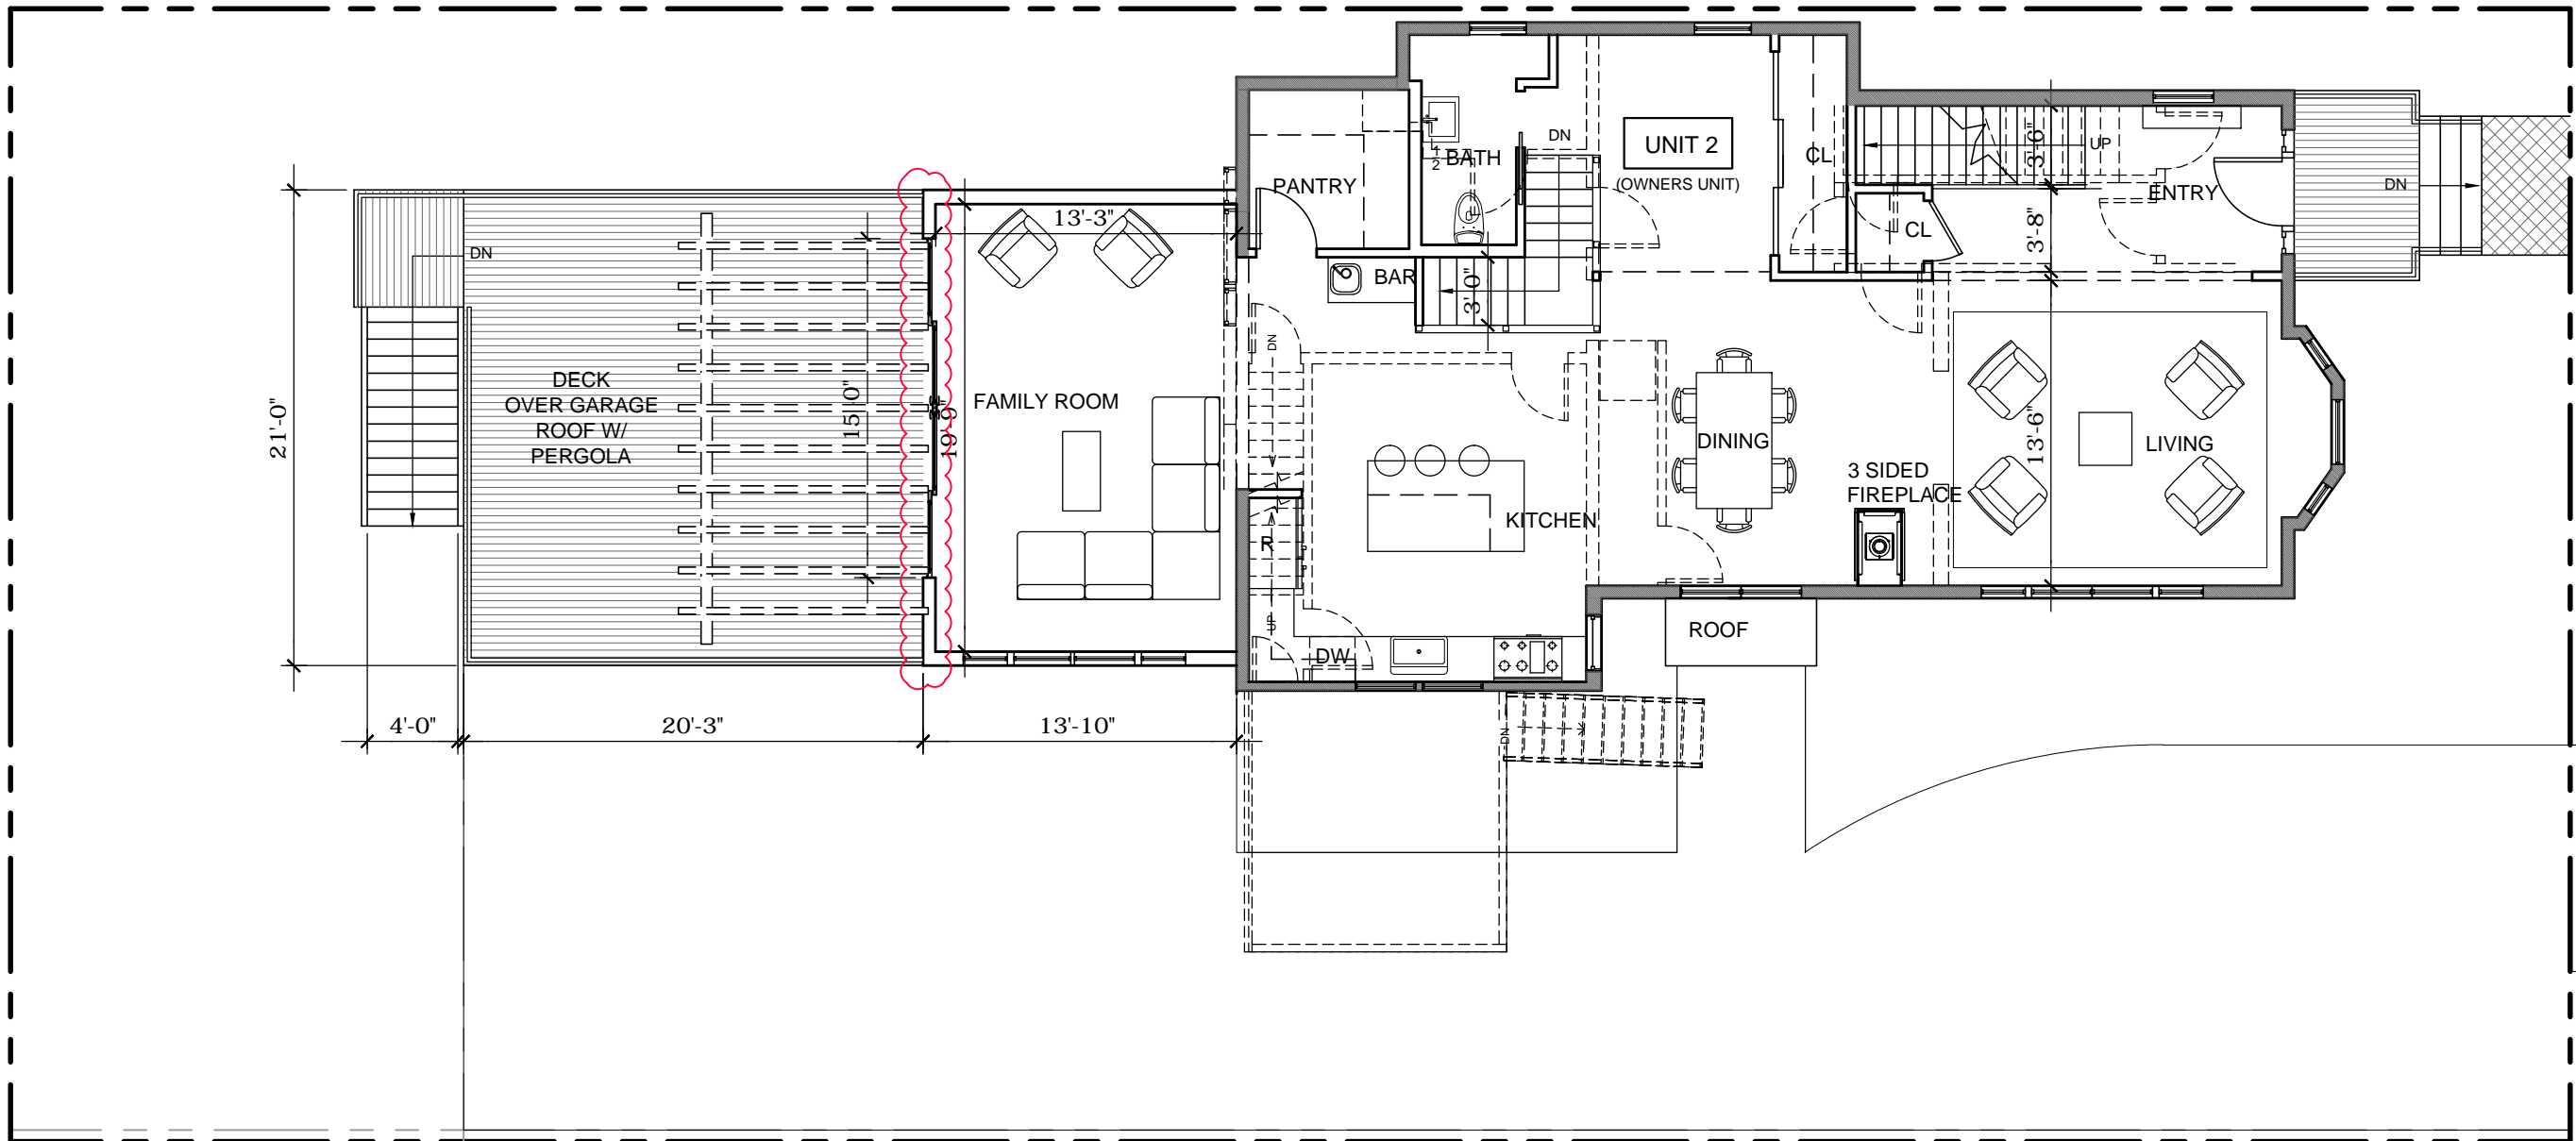 UNIT 2
(OWNERS UNIT)
DN
1
2
BATH
PANTRY
CL
UP
ENTRY
DN
CL
3'-6"
3'-8"
13'-3"
DN
BAR
3'-0"
DN
21'-0"
DECK
OVER GARAGE
ROOF W/
PERGOLA
15'-0"
19'-9"
FAMILY ROOM
DINING
13'-6"
LIVING
3 SIDED
FIREPLACE
KITCHEN
R
UP
DW
ROOF
4'-0"
20'-3"
13'-10"
DN